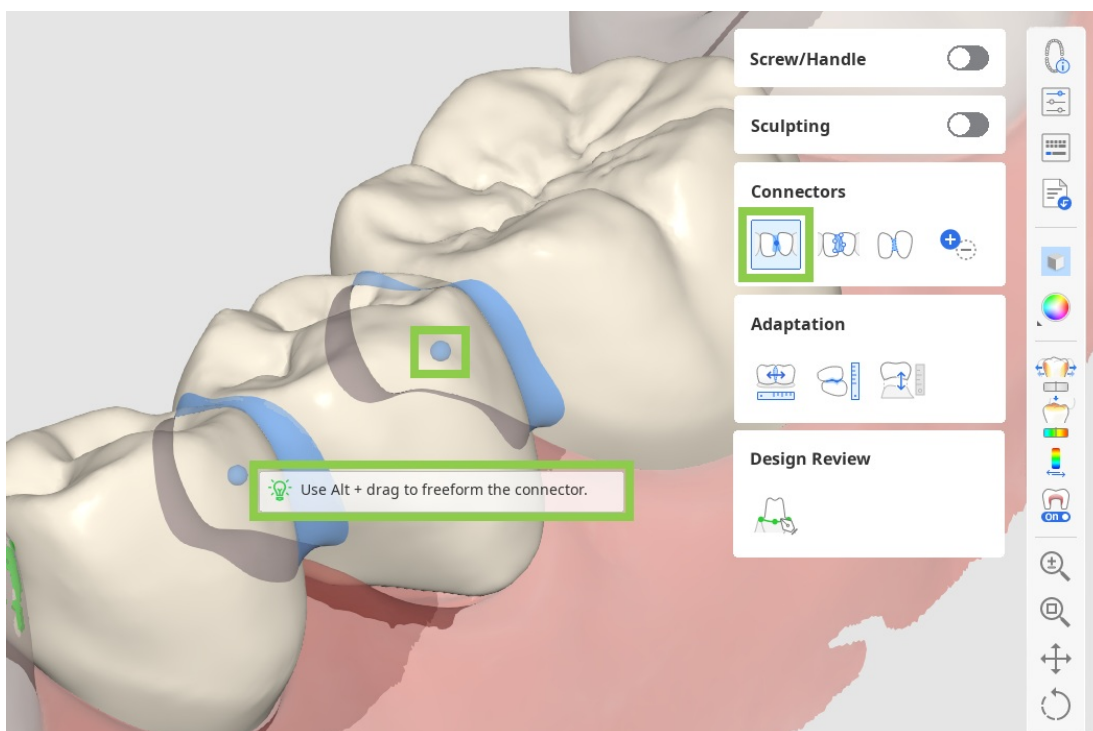 Screw/Handle
Sculpting
Connectors
Adaptation
Use Alt + drag to freeform the connector.
Design Review
on